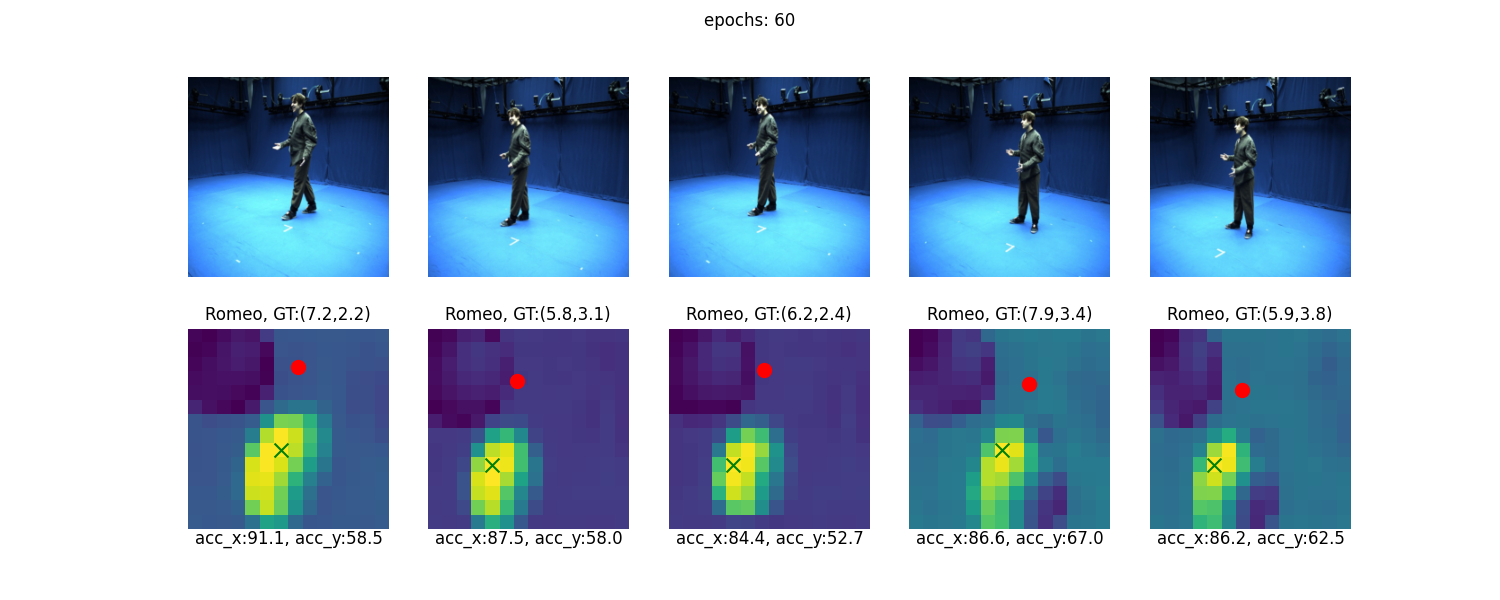 epochs: 60
Romeo, GT:(7.2,2.2)
Romeo, GT:(5.8,3.1)
Romeo, GT:(6.2,2.4)
Romeo, GT:(7.9,3.4)
Romeo, GT:(5.9,3.8)
acc_x:91.1, acc_y:58.5
acc_x:87.5, acc_y:58.0
acc_x:84.4, acc_y:52.7
acc_x:86.6, acc_y:67.0
acc_x:86.2, acc_y:62.5